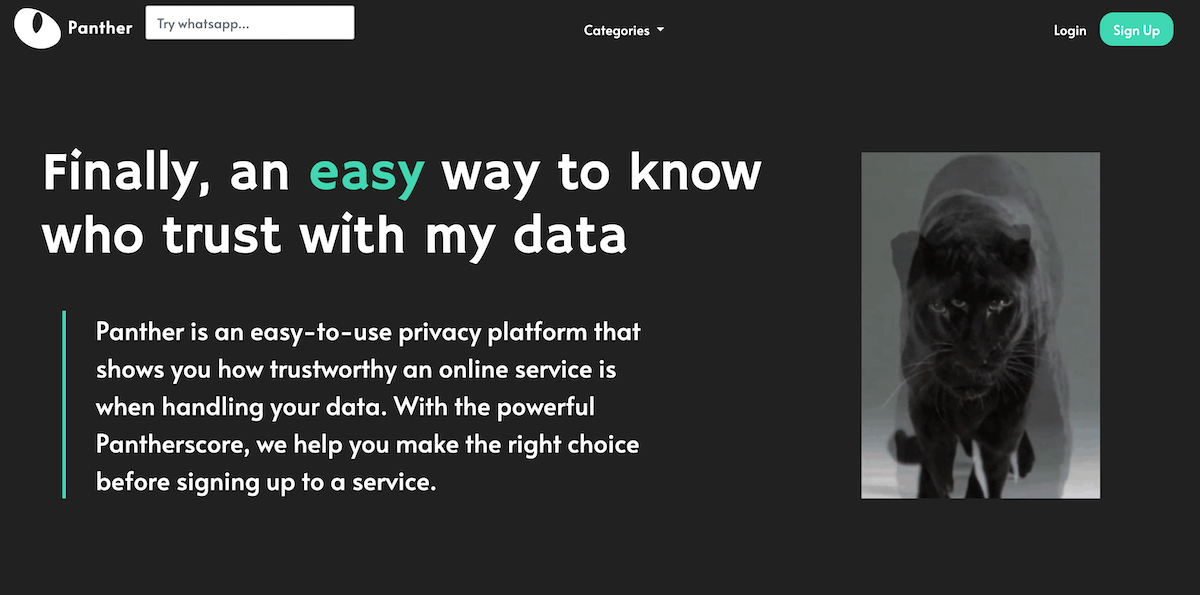 Panther
Try whatsapp...
Categories
Login
Sign Up
Finally, an easy way to know
who trust with my data
Panther is an easy-to-use privacy platform that
shows you how trustworthy an online service is
when handling your data. With the powerful
Pantherscore, we help you make the right choice
before signing up to a service.